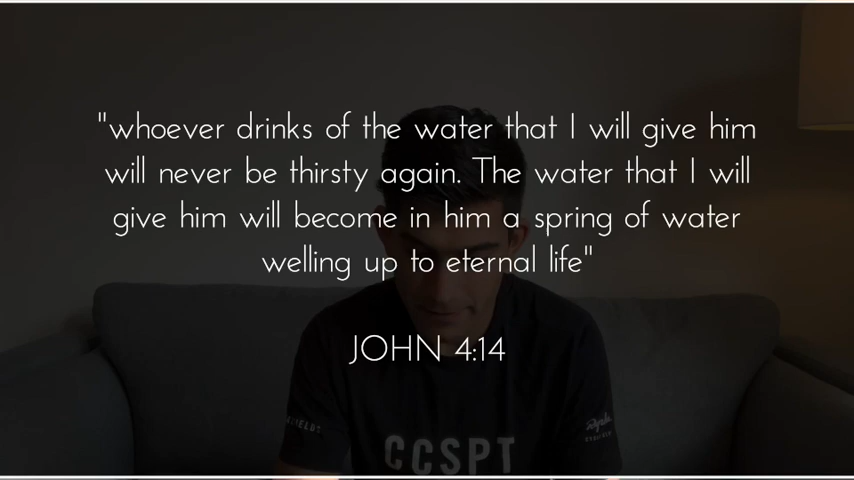 "whoever drinks of the water that I will give him
will never be thirsty again. The water that I will
give him will become in him a spring of water
welling up to eternal life"
JOHN 4:14
CCSPT